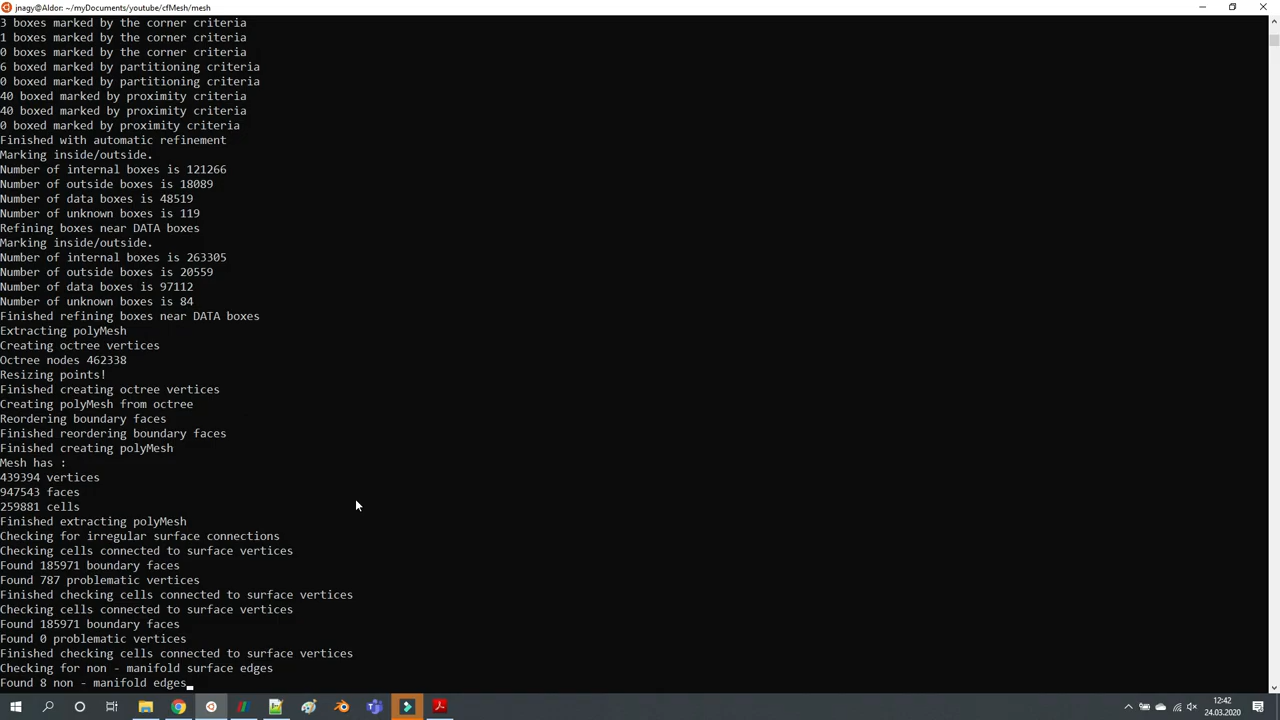 jnagy@Aldor: ~/myDocuments/youtube/cfMesh/mesh
3 boxes marked by the corner criteria
1 boxes marked by the corner criteria
0 boxes marked by the corner criteria
6 boxes marked by partitioning criteria
0 boxes marked by partitioning criteria
40 boxed marked by proximity criteria
40 boxed marked by proximity criteria
0 boxed marked by proximity criteria
Finished with automatic refinement
Marking inside/outside.
Number of internal boxes is 121266
Number of outside boxes is 18089
Number of data boxes is 48519
Number of unknown boxes is 119
Refining boxes near DATA boxes
Marking inside/outside.
Number of internal boxes is 263305
Number of outside boxes is 20559
Number of data boxes is 97112
Number of unknown boxes is 84
Finished refining boxes near DATA boxes
Extracting polyMesh
Creating octree vertices
Octree nodes 462338
Resizing points!
Finished creating octree vertices
Creating polyMesh from octree
Reordering boundary faces
Finished reordering boundary faces
Finished creating polyMesh
Mesh has :
439394 vertices
947543 faces
259881 cells
Finished extracting polyMesh
Checking for irregular surface connections
Checking cells connected to surface vertices
Found 185971 boundary faces
Found 787 problematic vertices
Finished checking cells connected to surface vertices
Checking cells connected to surface vertices
Found 185971 boundary faces
Found 0 problematic vertices
Finished checking cells connected to surface vertices
Checking for non - manifold surface edges
Found 8 non - manifold edges
12:42
24.03.2020